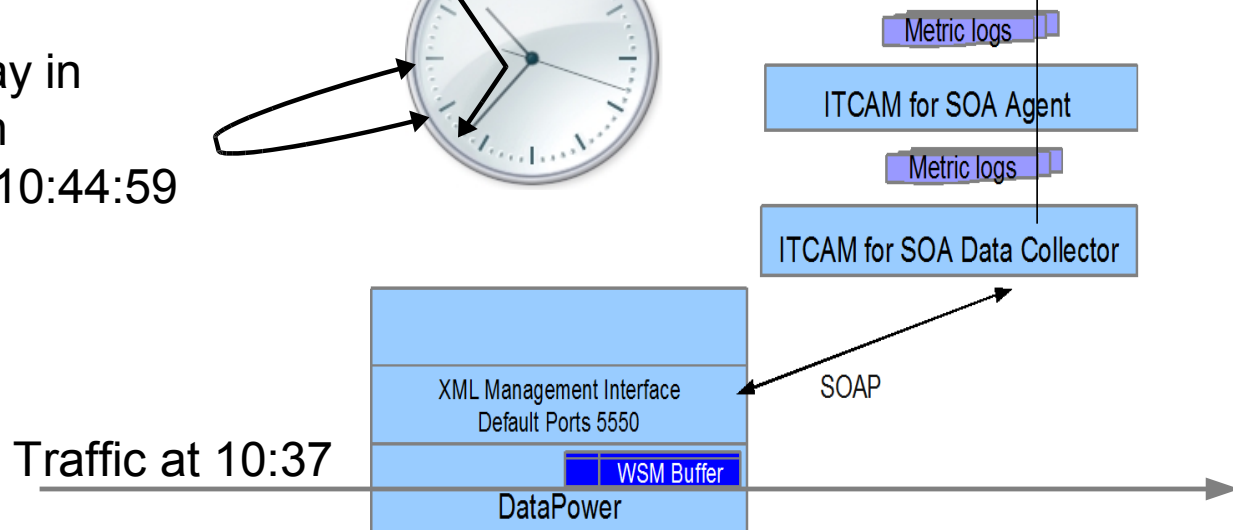 ay in
10:44:59
Metric logs
ITCAM for SOA Agent
Metric logs
ITCAM for SOA Data Collector
XML Management Interface
Default Ports 5550
SOAP
Traffic at 10:37
WSM Buffer
DataPower